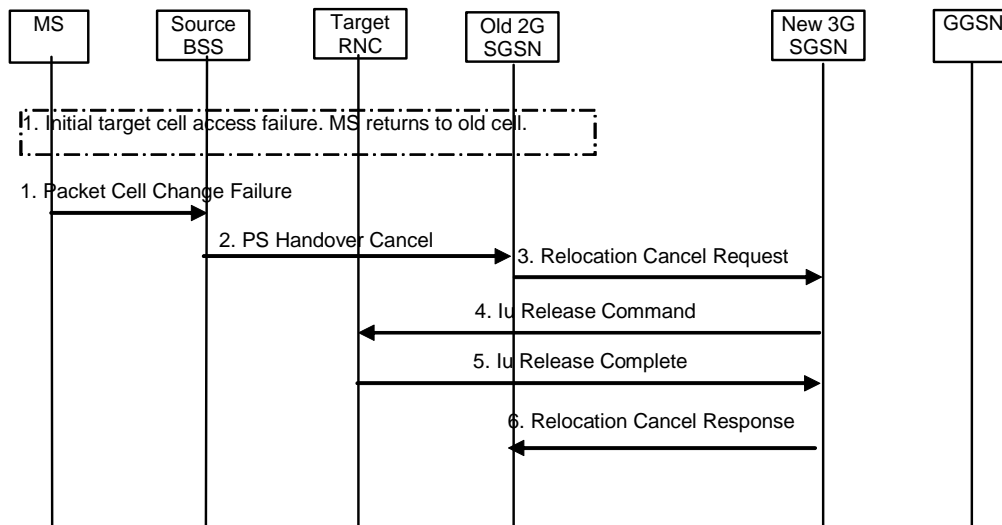 MS
Source
BSS
Target
RNC
Old 2G
SGSN
New 3G
SGSN
GGSN
1. Initial target cell access failure. MS returns to old cell.
1. Packet Cell Change Failure
2. PS Handover Cancel
3. Relocation Cancel Request
4. Iu Release Command
5. Iu Release Complete
6. Relocation Cancel Response